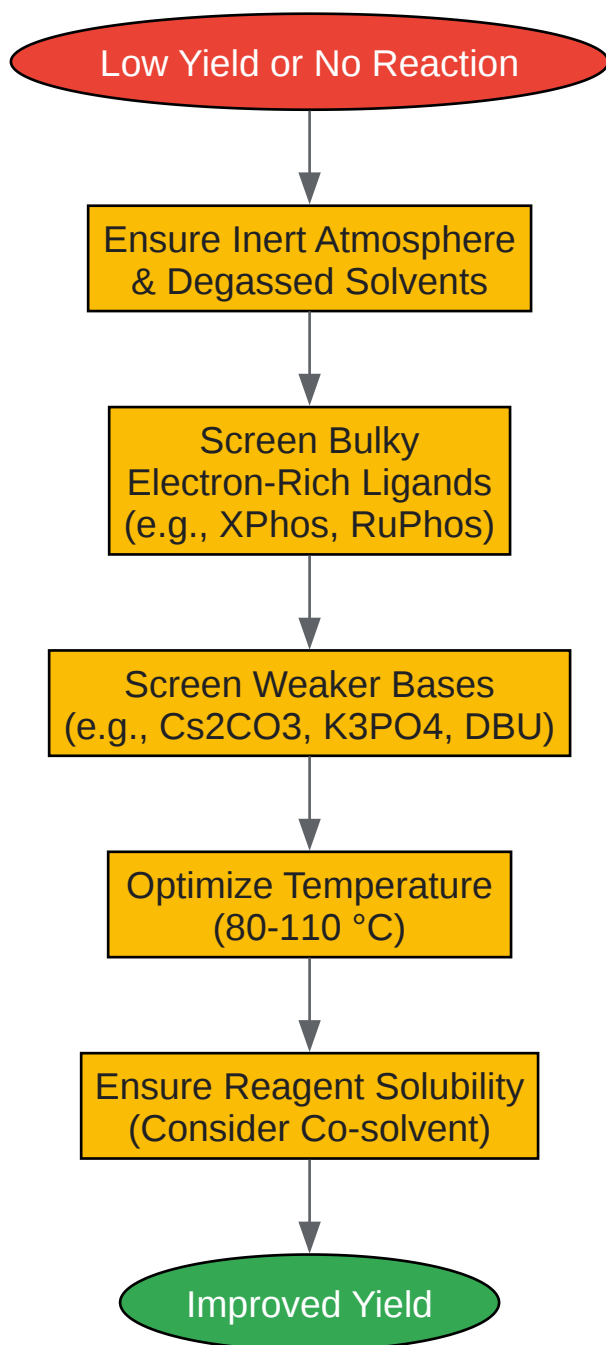 Low Yield or No Reaction
Ensure Inert Atmosphere
& Degassed Solvents
Screen Bulky
Electron-Rich Ligands
(e.g., XPhos, RuPhos)
Screen Weaker Bases
(e.g., Cs2CO3, K3PO4, DBU)
Optimize Temperature
(80-110 °C)
Ensure Reagent Solubility
(Consider Co-solvent)
Improved Yield